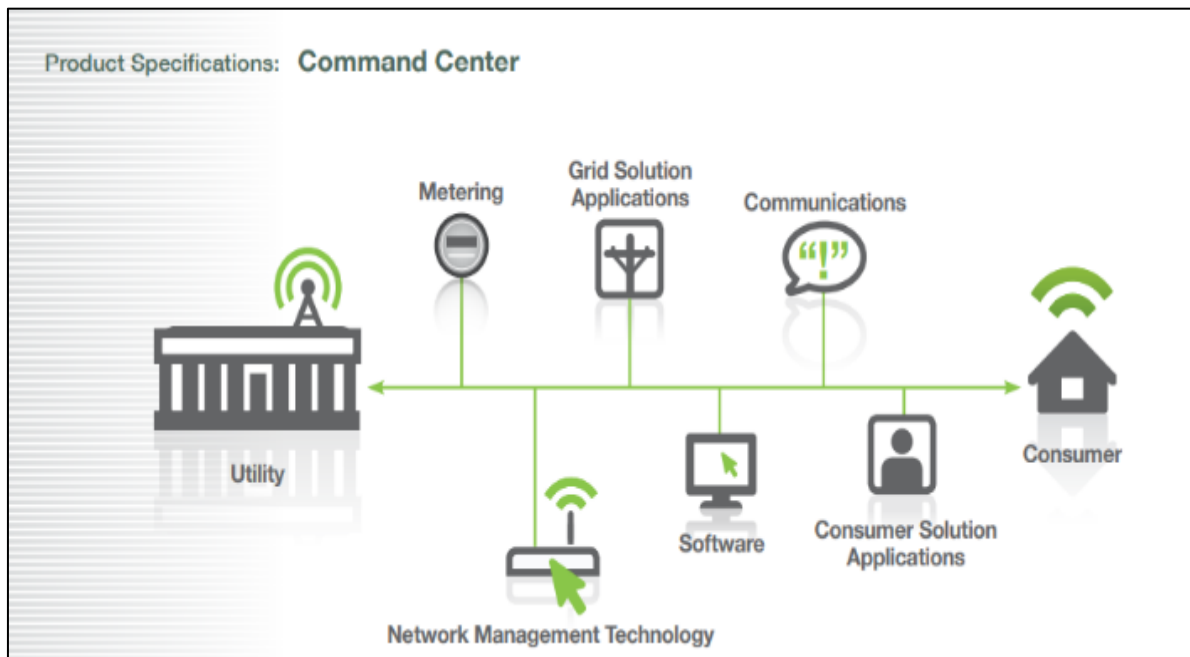 Product Specifications: Command Center
Grid Solution
Applications
Metering
Communications
“!”
Utility
Consumer
Software
Consumer Solution
Applications
Network Management Technology